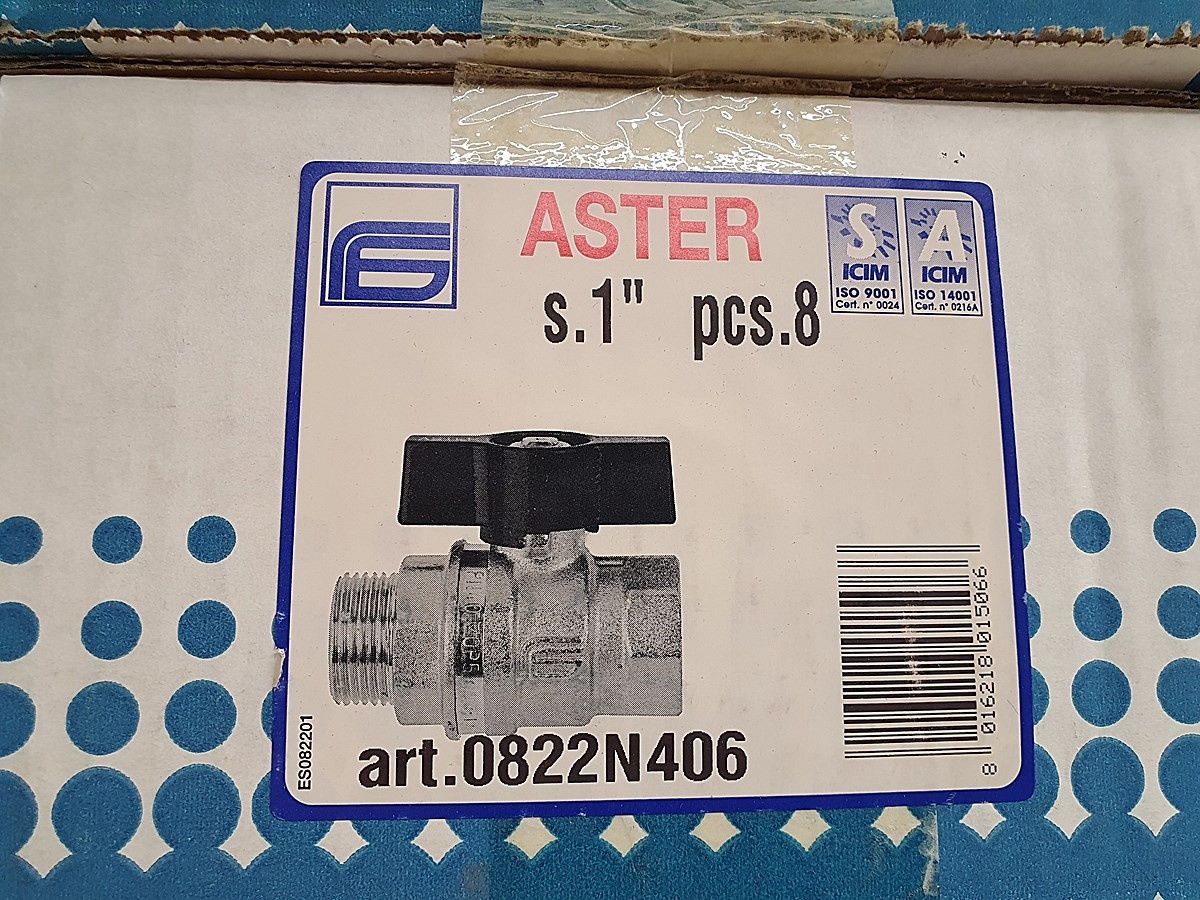 ASTER
s.1" pcs.8
S
ICIM
ISO 9001
Cert. n° 0024
A
ICIM
ISO 14001
Cert. n° 0216A
art.0822N406
ES082201
8 016218 015066